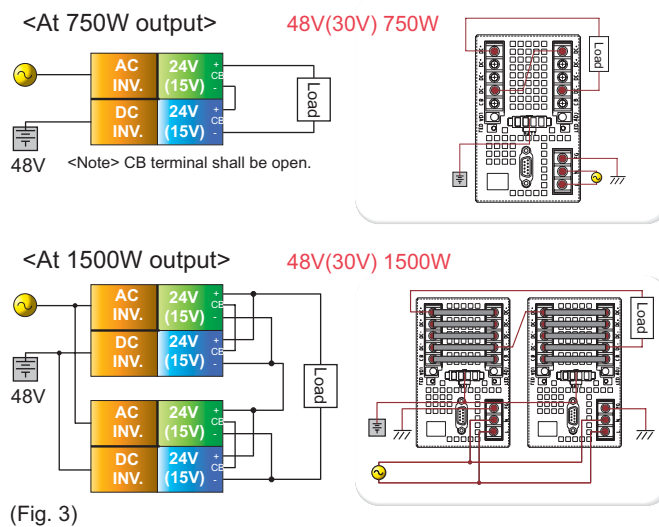 <At 750W output>
48V(30V) 750W
AC INV.
24V (15V)
+
CB
-
DC INV.
24V (15V)
+
CB
-
Load
48V
<Note> CB terminal shall be open.
Load
<At 1500W output>
48V(30V) 1500W
AC INV.
24V (15V)
+
CB
-
DC INV.
24V (15V)
+
CB
-
48V
AC INV.
24V (15V)
+
CB
-
DC INV.
24V (15V)
+
CB
-
Load
Load
(Fig. 3)